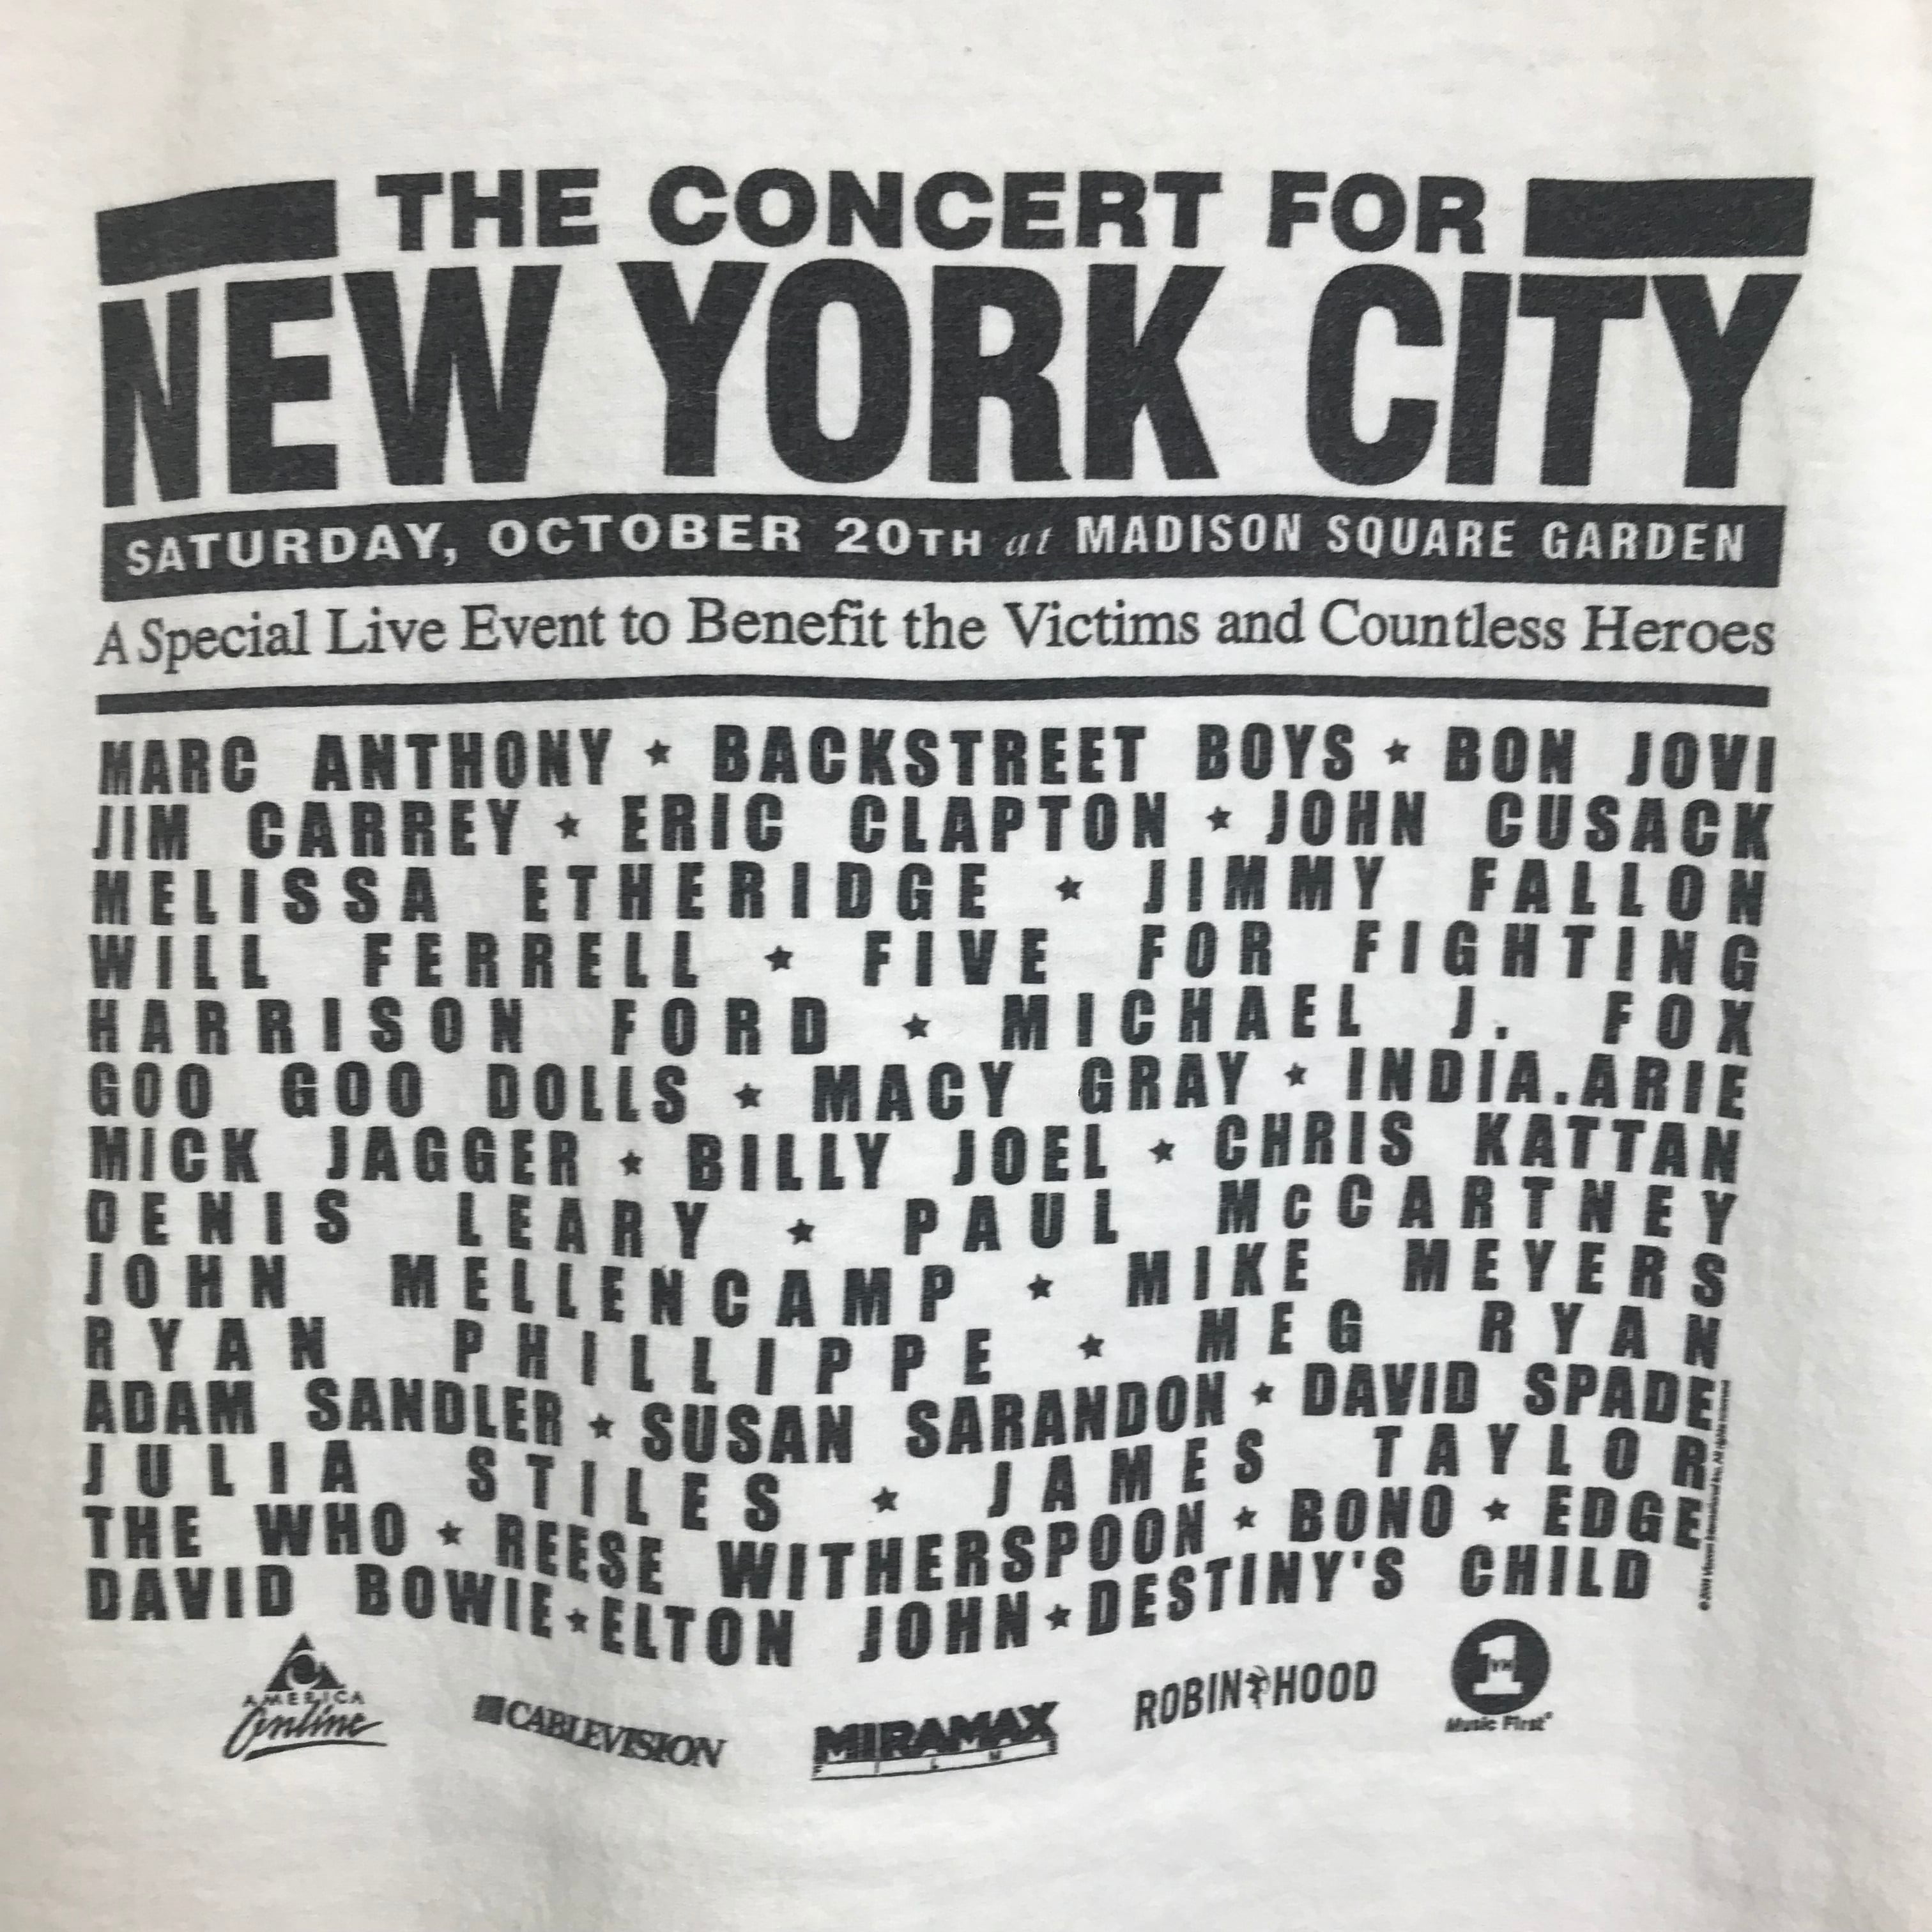 THE CONCERT FOR
NEW YORK CITY
SATURDAY, OCTOBER 20TH at MADISON SQUARE GARDEN
A Special Live Event to Benefit the Victims and Countless Heroes
MARC ANTHONY ★ BACKSTREET BOYS ★ BON JOVI
JIM CARREY ★ ERIC CLAPTON ★ JOHN CUSACK
MELISSA ETHERIDGE ★ JIMMY FALLON
WILL FERRELL ★ FIVE FOR FIGHTING
HARRISON FORD ★ MICHAEL J. FOX
GOO GOO DOLLS ★ MACY GRAY ★ INDIA.ARIE
MICK JAGGER ★ BILLY JOEL ★ CHRIS KATTAN
DENIS LEARY ★ PAUL McCARTNEY
JOHN MELLENCAMP ★ MIKE MEYERS
RYAN PHILLIPPE ★ MEG RYAN
ADAM SANDLER ★ SUSAN SARANDON ★ DAVID SPADE
JULIA STILES ★ JAMES TAYLOR
THE WHO ★ REESE WITHERSPOON ★ BONO ★ EDGE
DAVID BOWIE ★ ELTON JOHN ★ DESTINY'S CHILD
AMERICA
Online
CABLEVISION
MIRAMAX
FILMS
ROBIN HOOD
VH1
Music First